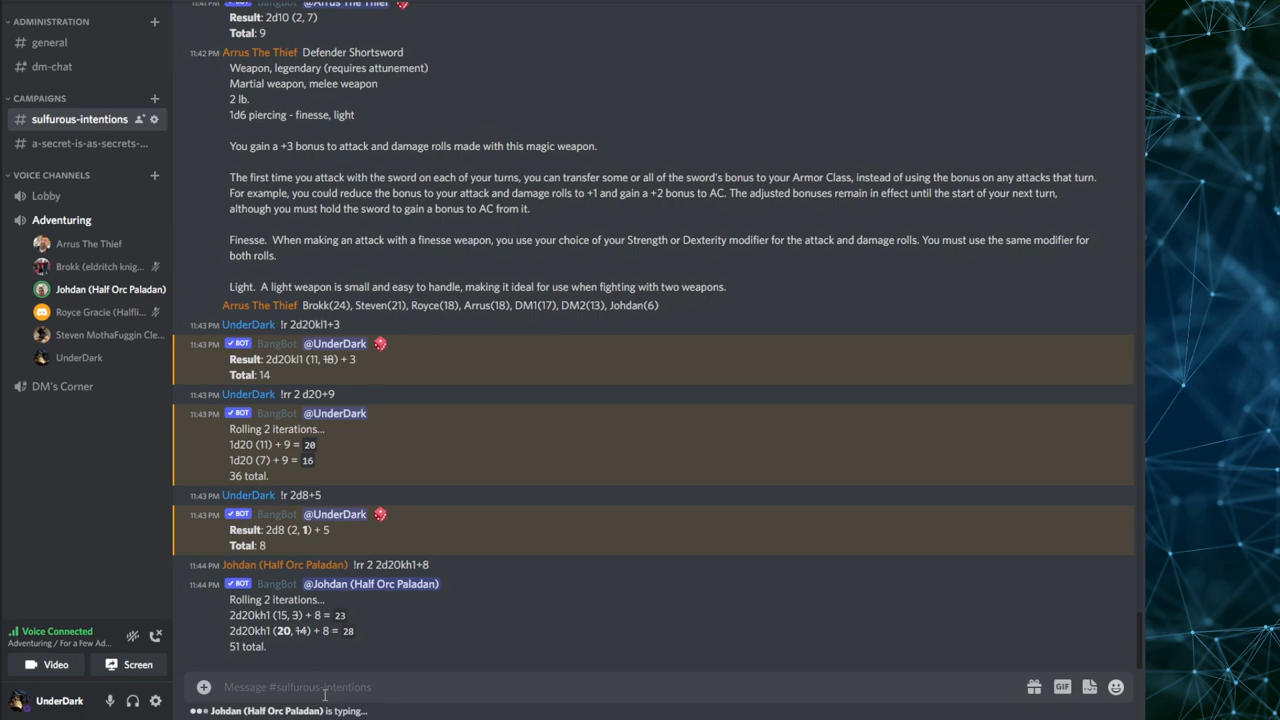 ADMINISTRATION
general
dm-chat
CAMPAIGNS
sulfurous-intentions
a-secret-is-as-secrets-...
VOICE CHANNELS
Lobby
Adventuring
Arrus The Thief
Brokk (eldritch knig...
Johdan (Half Orc Paladan)
Royce Gracie (Halfli...
Steven MothaFuggin Cle...
UnderDark
DM's Corner
Voice Connected
Adventuring / For a Few Ad...
Video
Screen
UnderDark
11:41 PM BOT BangBot @Arrus The Thief
Result: 2d10 (2, 7)
Total: 9
11:42 PM Arrus The Thief Defender Shortsword
Weapon, legendary (requires attunement)
Martial weapon, melee weapon
2 lb.
1d6 piercing - finesse, light
You gain a +3 bonus to attack and damage rolls made with this magic weapon.
The first time you attack with the sword on each of your turns, you can transfer some or all of the sword's bonus to your Armor Class, instead of using the bonus on any attacks that turn.
For example, you could reduce the bonus to your attack and damage rolls to +1 and gain a +2 bonus to AC. The adjusted bonuses remain in effect until the start of your next turn,
although you must hold the sword to gain a bonus to AC from it.
Finesse. When making an attack with a finesse weapon, you use your choice of your Strength or Dexterity modifier for the attack and damage rolls. You must use the same modifier for
both rolls.
Light. A light weapon is small and easy to handle, making it ideal for use when fighting with two weapons.
Arrus The Thief Brokk(24), Steven(21), Royce(18), Arrus(18), DM1(17), DM2(13), Johdan(6)
11:43 PM UnderDark !r 2d20kl1+3
11:43 PM BOT BangBot @UnderDark
Result: 2d20kl1 (11, 18) + 3
Total: 14
11:43 PM UnderDark !rr 2 d20+9
11:43 PM BOT BangBot @UnderDark
Rolling 2 iterations...
1d20 (11) + 9 = 20
1d20 (7) + 9 = 16
36 total.
11:43 PM UnderDark !r 2d8+5
11:43 PM BOT BangBot @UnderDark
Result: 2d8 (2, 1) + 5
Total: 8
11:44 PM Johdan (Half Orc Paladan) !rr 2 2d20kh1+8
11:44 PM BOT BangBot @Johdan (Half Orc Paladan)
Rolling 2 iterations...
2d20kh1 (15, 3) + 8 = 23
2d20kh1 (20, 14) + 8 = 28
51 total.
Message #sulfurous-intentions
GIF
Johdan (Half Orc Paladan) is typing...